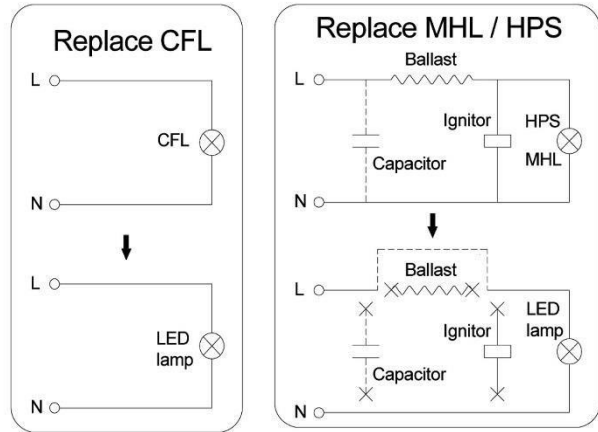 Replace CFL
L
CFL
N
L
LED
lamp
N
Replace MHL / HPS
Ballast
L
Ignitor
HPS
MHL
Capacitor
N
Ballast
L
LED
lamp
Ignitor
Capacitor
N